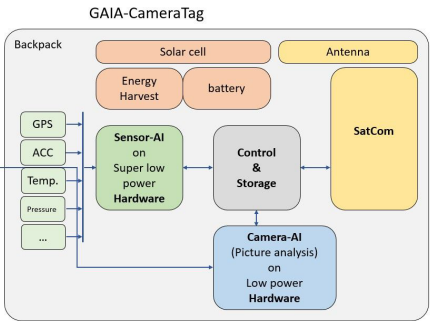 GAIA-CameraTag
Backpack
Solar cell
Antenna
Energy
Harvest
battery
SatCom
GPS
ACC
Temp.
Pressure
...
Sensor-AI
on
Super low
power
Hardware
Control
&
Storage
Camera-AI
(Picture analysis)
on
Low power
Hardware